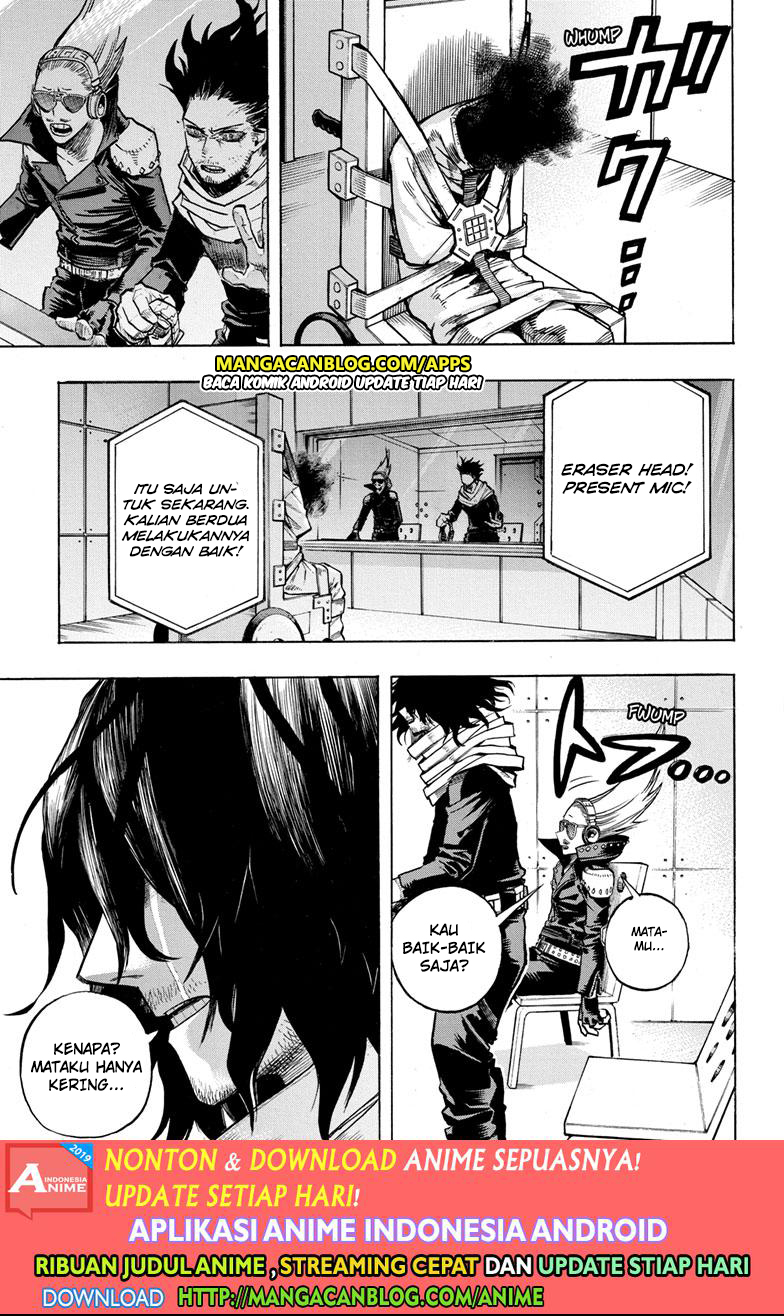 WHUMP
ガクッ...
MANGACANBLOG.COM/APPS
BACA KOMIK ANDROID UPDATE TIAP HARI
ERASER HEAD!
PRESENT MIC!
ITU SAJA UN-
TUK SEKARANG.
KALIAN BERDUA
MELAKUKANNYA
DENGAN BAIK!
FWUMP
トフ...
MATA-
MU...
KAU
BAIK-BAIK
SAJA?
KENAPA?
MATAKU HANYA
KERING...
2019
A INDONESIA
ANIME
NONTON & DOWNLOAD ANIME SEPUASNYA!
UPDATE SETIAP HARI!
APLIKASI ANIME INDONESIA ANDROID
RIBUAN JUDUL ANIME , STREAMING CEPAT DAN UPDATE STIAP HARI
DOWNLOAD HTTP://MANGACANBLOG.COM/ANIME